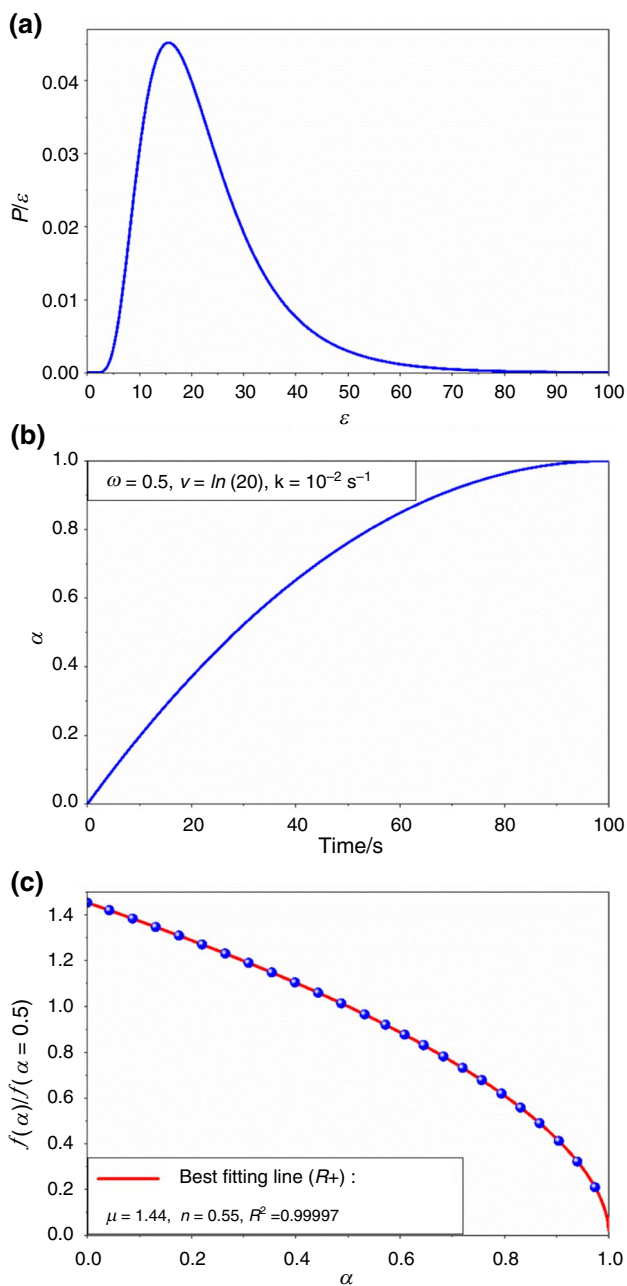 (a)
P/ε
0.04
0.03
0.02
0.01
0.00
0 10 20 30 40 50 60 70 80 90 100
ε
(b)
ω = 0.5, v = ln (20), k = 10⁻² s⁻¹
α
1.0
0.8
0.6
0.4
0.2
0.0
0 20 40 60 80 100
Time/s
(c)
f(α)/f(α = 0.5)
1.4
1.2
1.0
0.8
0.6
0.4
0.2
0.0
Best fitting line (R+) :
μ = 1.44, n = 0.55, R² =0.99997
0.0 0.2 0.4 0.6 0.8 1.0
α